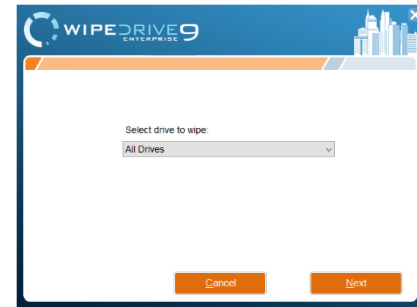 WIPEDRIVE9
ENTERPRISE
Select drive to wipe:
All Drives
Cancel
Next